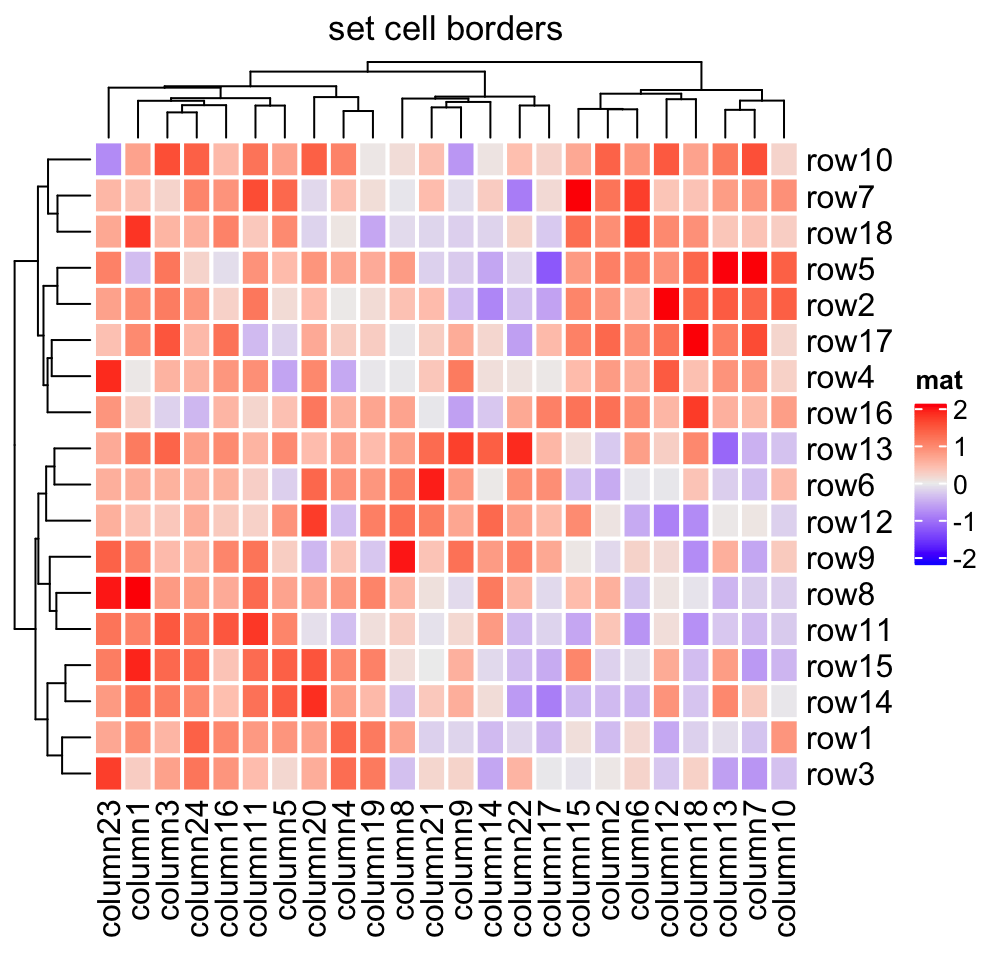 set cell borders
row10
row7
row18
row5
row2
row17
row4
row16
row13
row6
row12
row9
row8
row11
row15
row14
row1
row3
mat
2
1
0
-1
-2
column23
column1
column3
column24
column16
column11
column5
column20
column4
column19
column8
column21
column9
column14
column22
column17
column15
column2
column6
column12
column18
column13
column7
column10